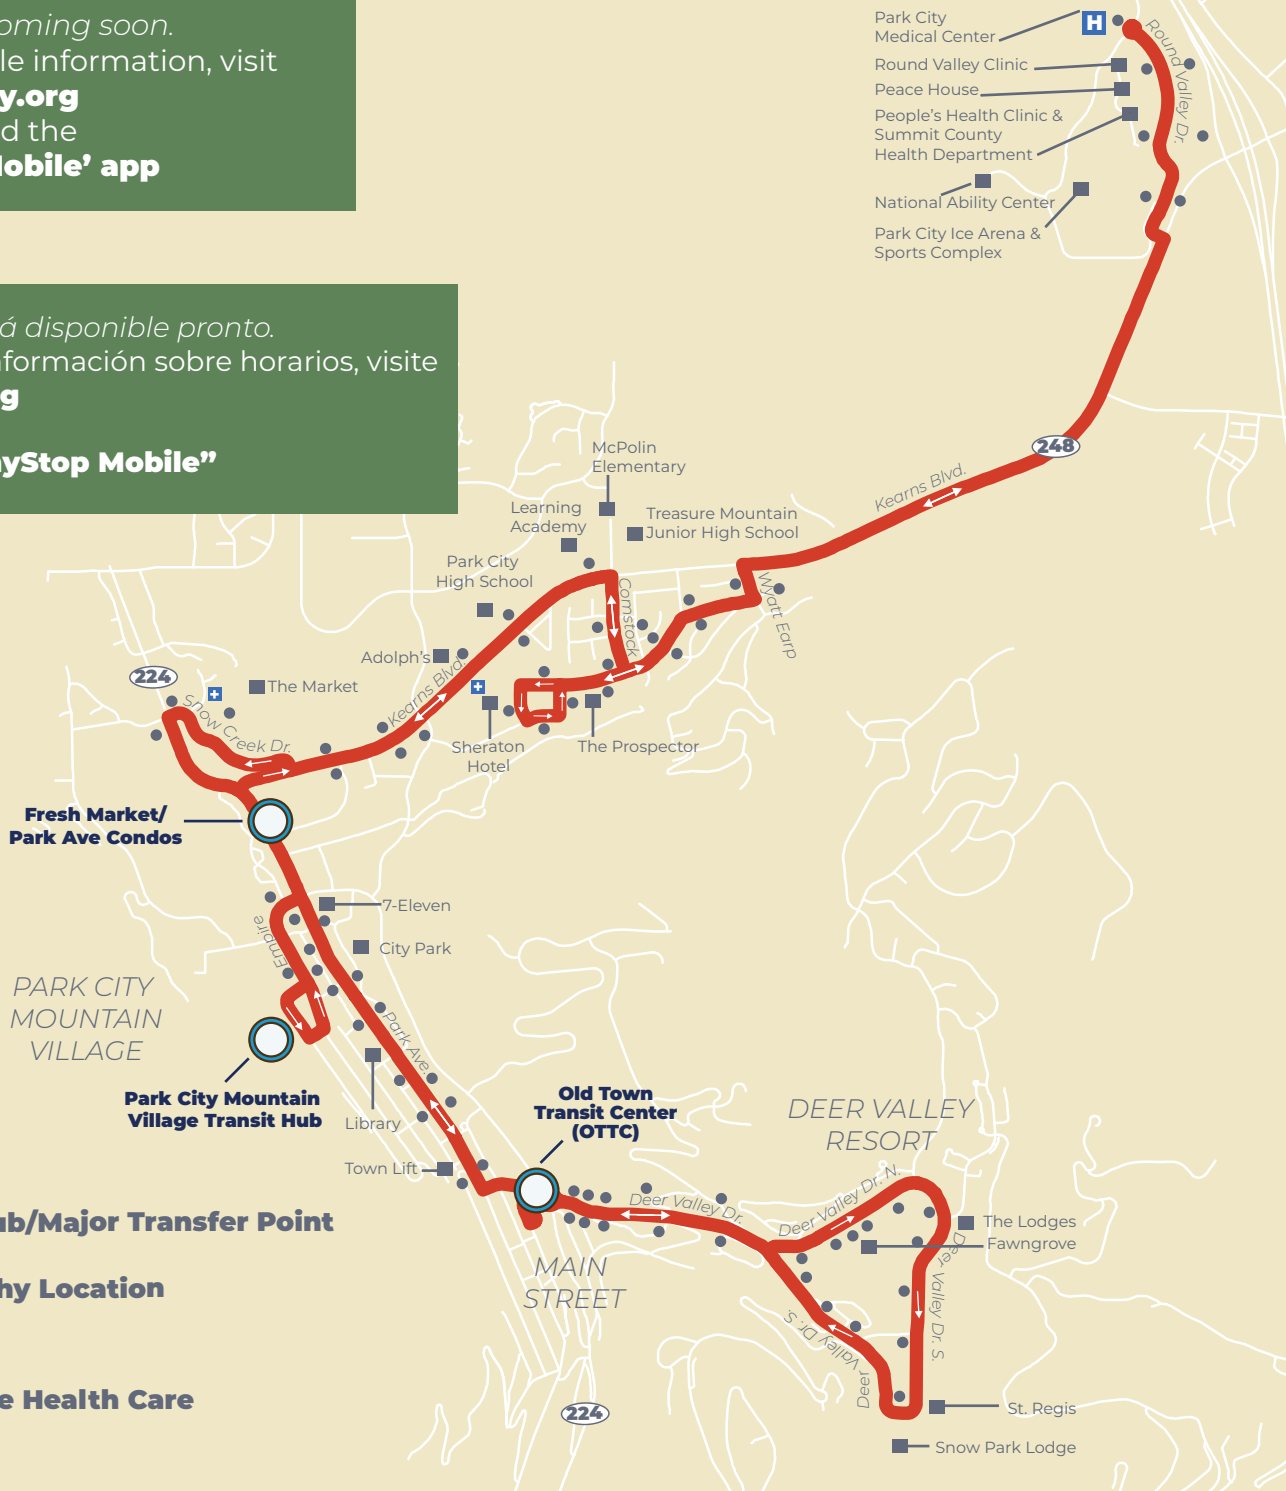 oming soon.
le information, visit
y.org
d the
Mobile’ app
á disponible pronto.
nformación sobre horarios, visite
g
yStop Mobile”
Park City
Medical Center
H
Round Valley Dr.
Round Valley Clinic
Peace House
People’s Health Clinic &
Summit County
Health Department
National Ability Center
Park City Ice Arena &
Sports Complex
248
Kearns Blvd.
McPolin
Elementary
Learning
Academy
Treasure Mountain
Junior High School
Park City
High School
Comstock
Wyatt Earp
Adolph’s
Kearns Blvd.
224
The Market
Snow Creek Dr.
Sheraton
Hotel
The Prospector
Fresh Market/
Park Ave Condos
7-Eleven
Empire
City Park
PARK CITY
MOUNTAIN
VILLAGE
Park Ave.
Park City Mountain
Village Transit Hub
Library
Town Lift
Old Town
Transit Center
(OTTC)
DEER VALLEY
RESORT
Deer Valley Dr.
Deer Valley Dr. N.
The Lodges
Fawngrove
Deer Valley Dr. S.
Deer Valley Dr. S.
MAIN
STREET
ub/Major Transfer Point
hy Location
e Health Care
224
St. Regis
Snow Park Lodge